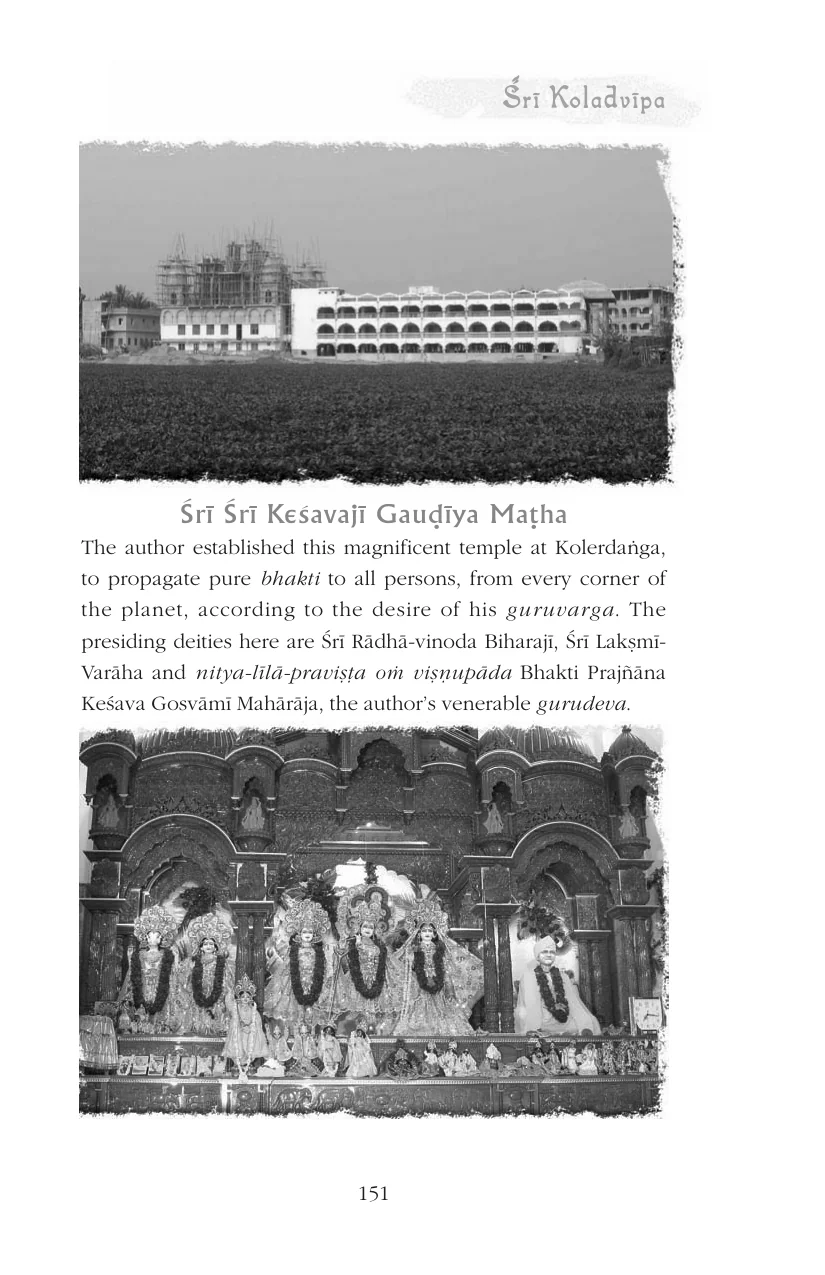 Śrī Koladvīpa
Śrī Śrī Keśavajī Gauḍīya Maṭha
The author established this magnificent temple at Kolerdaṅga,
to propagate pure bhakti to all persons, from every corner of
the planet, according to the desire of his guruvarga. The
presiding deities here are Śrī Rādhā-vinoda Biharajī, Śrī Lakṣmī-
Varāha and nitya-līlā-praviṣṭa oṁ viṣṇupāda Bhakti Prajñāna
Keśava Gosvāmī Mahārāja, the author’s venerable gurudeva.
151